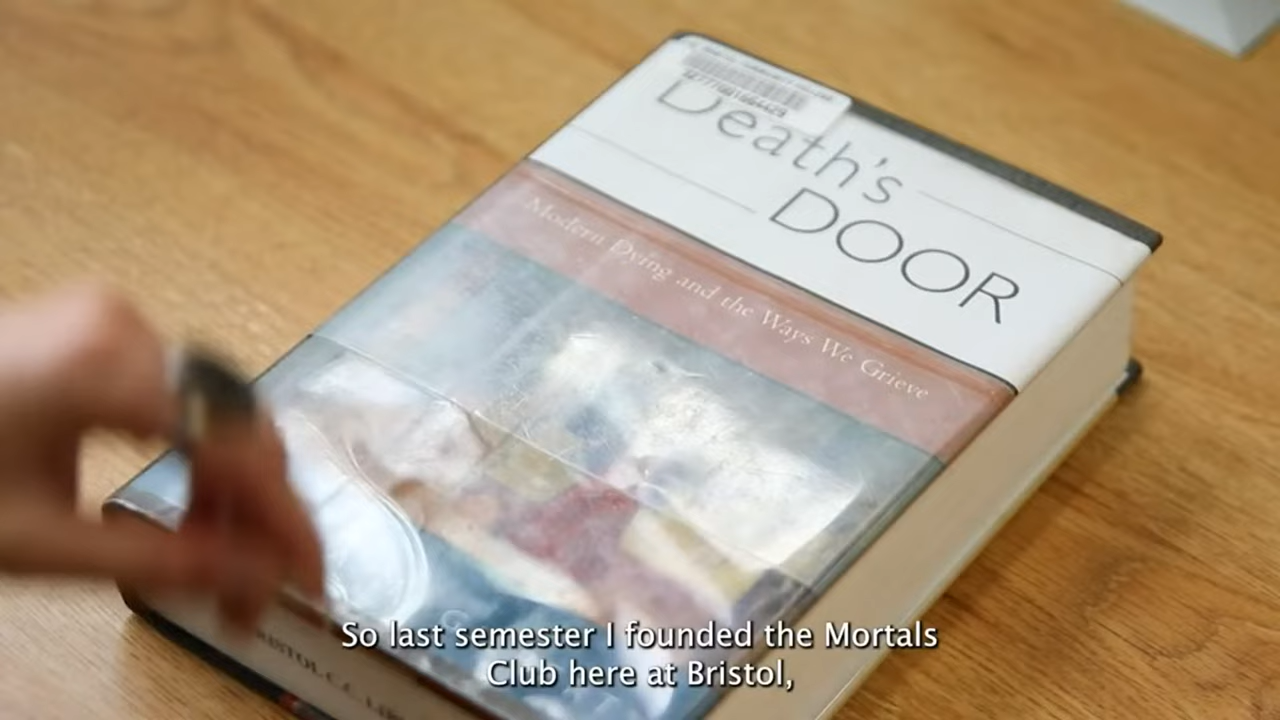 Death's
DOOR
Modern Dying and the Ways We Grieve
So last semester I founded the Mortals
Club here at Bristol,